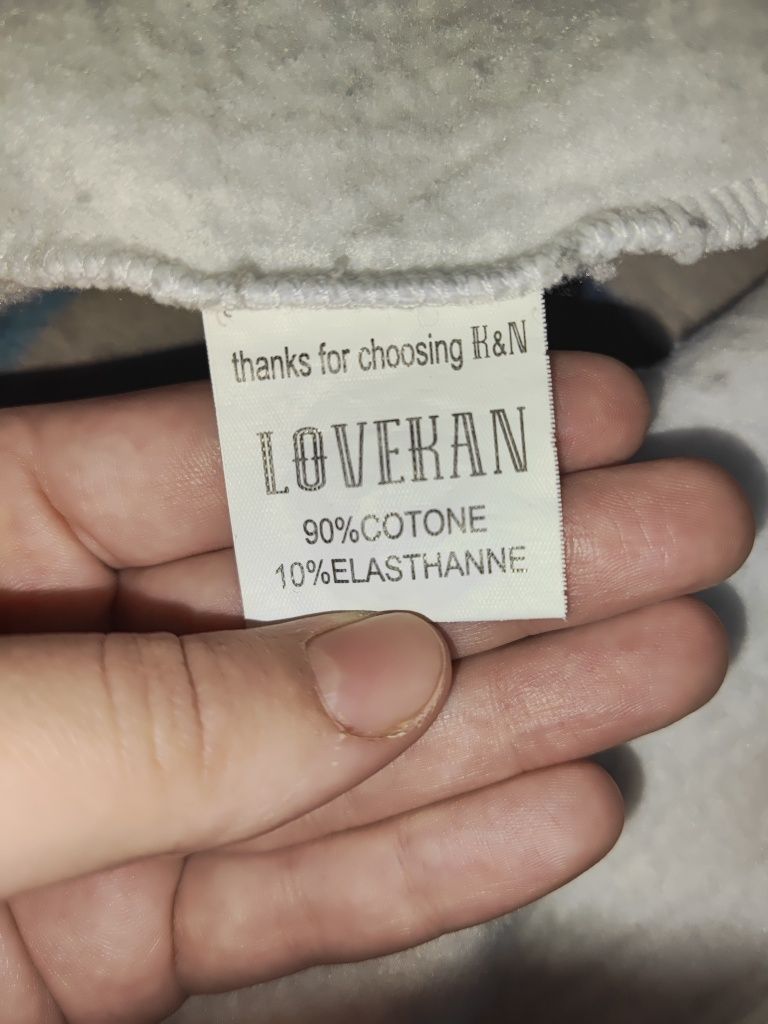 thanks for choosing K&N
LOVEKAN
90%COTONE
10%ELASTHANNE